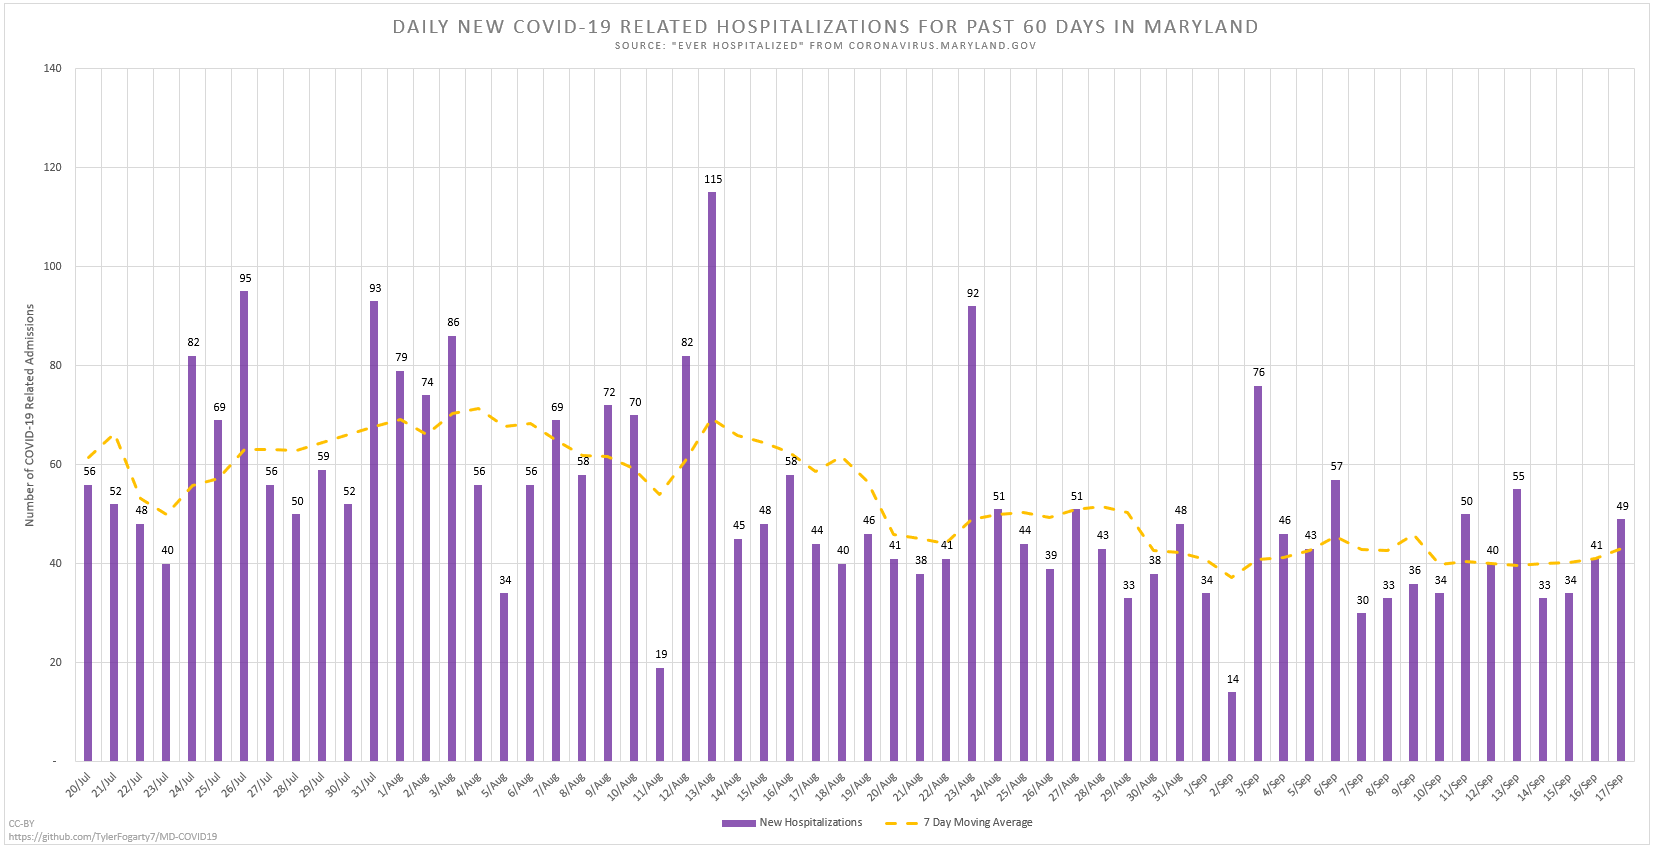 DAILY NEW COVID-19 RELATED HOSPITALIZATIONS FOR PAST 60 DAYS IN MARYLAND
SOURCE: "EVER HOSPITALIZED" FROM CORONAVIRUS.MARYLAND.GOV
140
120
100
80
60
40
20
-
Number of COVID-19 Related Admissions
56 52 48 40 82 69 95 56 50 59 52 93 79 74 86 56 34 56 69 58 72 70 19 82 115 45 48 58 44 40 46 41 38 41 92 51 44 39 51 43 33 38 48 34 14 76 46 43 57 30 33 36 34 50 40 55 33 34 41 49
20/Jul 21/Jul 22/Jul 23/Jul 24/Jul 25/Jul 26/Jul 27/Jul 28/Jul 29/Jul 30/Jul 31/Jul 1/Aug 2/Aug 3/Aug 4/Aug 5/Aug 6/Aug 7/Aug 8/Aug 9/Aug 10/Aug 11/Aug 12/Aug 13/Aug 14/Aug 15/Aug 16/Aug 17/Aug 18/Aug 19/Aug 20/Aug 21/Aug 22/Aug 23/Aug 24/Aug 25/Aug 26/Aug 27/Aug 28/Aug 29/Aug 30/Aug 31/Aug 1/Sep 2/Sep 3/Sep 4/Sep 5/Sep 6/Sep 7/Sep 8/Sep 9/Sep 10/Sep 11/Sep 12/Sep 13/Sep 14/Sep 15/Sep 16/Sep 17/Sep
New Hospitalizations 7 Day Moving Average
CC-BY
https://github.com/TylerFogarty7/MD-COVID19